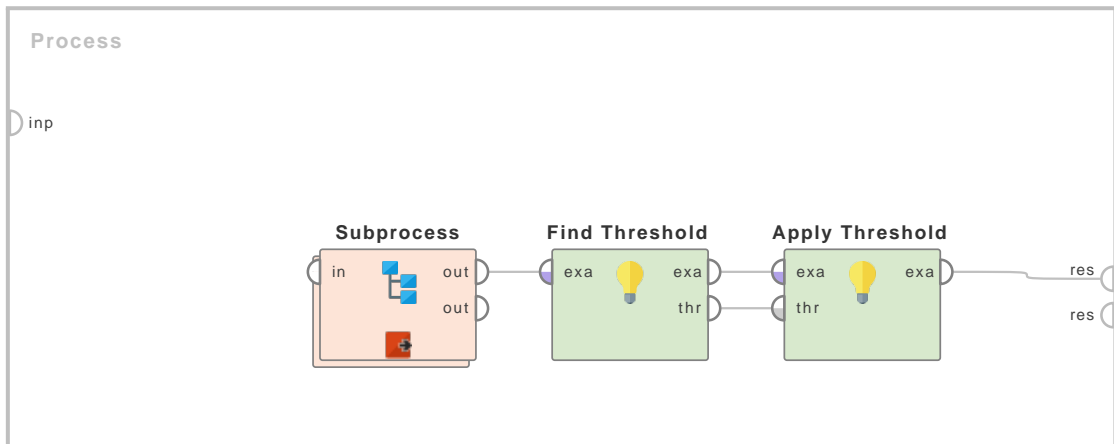 Process
inp
Subprocess
Find Threshold
Apply Threshold
in
out
exa
exa
exa
exa
res
out
thr
thr
res